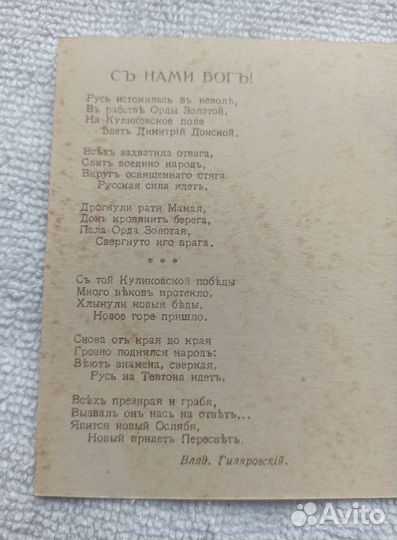 СЪ НАМИ БОГЪ!
Русь истомилась въ неволѣ,
Въ рабствѣ Орды Золотой.
На Куликовское поле
Ѣдетъ Димитрій Донской.
Всѣхъ захватила отвага,
Слитъ воедино народъ,
Вкругъ освященнаго стяга
Русская сила идетъ.
Дрогнули рати Мамая,
Донъ кровянитъ берега,
Пала Орда Золотая,
Свергнуто иго врага.
* * *
Съ той Куликовской побѣды
Много вѣковъ протекло.
Хлынули новыя бѣды,
Новое горе пришло.
Снова отъ края до края
Грозно поднялся народъ:
Вѣютъ знамена, сверкая,
Русь на Тевтона идетъ.
Всѣхъ презирая и грабя,
Вызвалъ онъ насъ на отвѣтъ...
Явится новый Ослябя,
Новый придетъ Пересвѣтъ.
Влад. Гиляровскій.
Avito